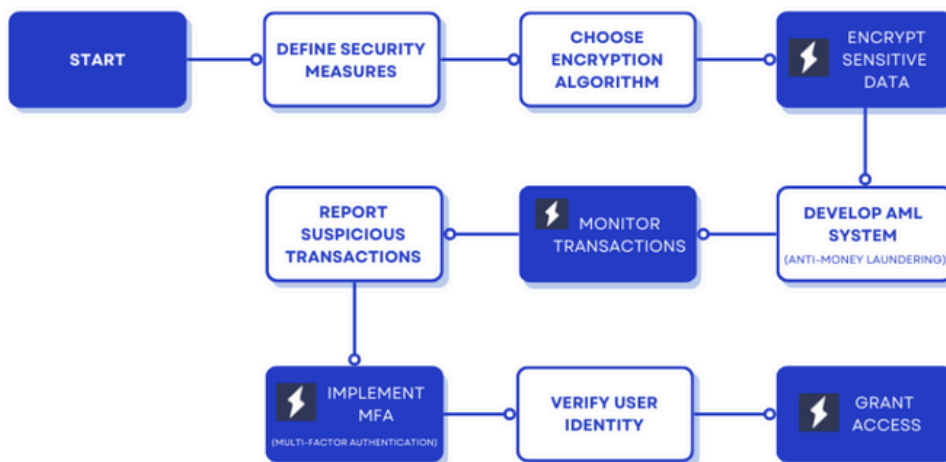 START
DEFINE SECURITY
MEASURES
CHOOSE
ENCRYPTION
ALGORITHM
ENCRYPT
SENSITIVE
DATA
DEVELOP AML
SYSTEM
(ANTI-MONEY LAUNDERING)
MONITOR
TRANSACTIONS
REPORT
SUSPICIOUS
TRANSACTIONS
IMPLEMENT
MFA
(MULTI-FACTOR AUTHENTICATION)
VERIFY USER
IDENTITY
GRANT
ACCESS